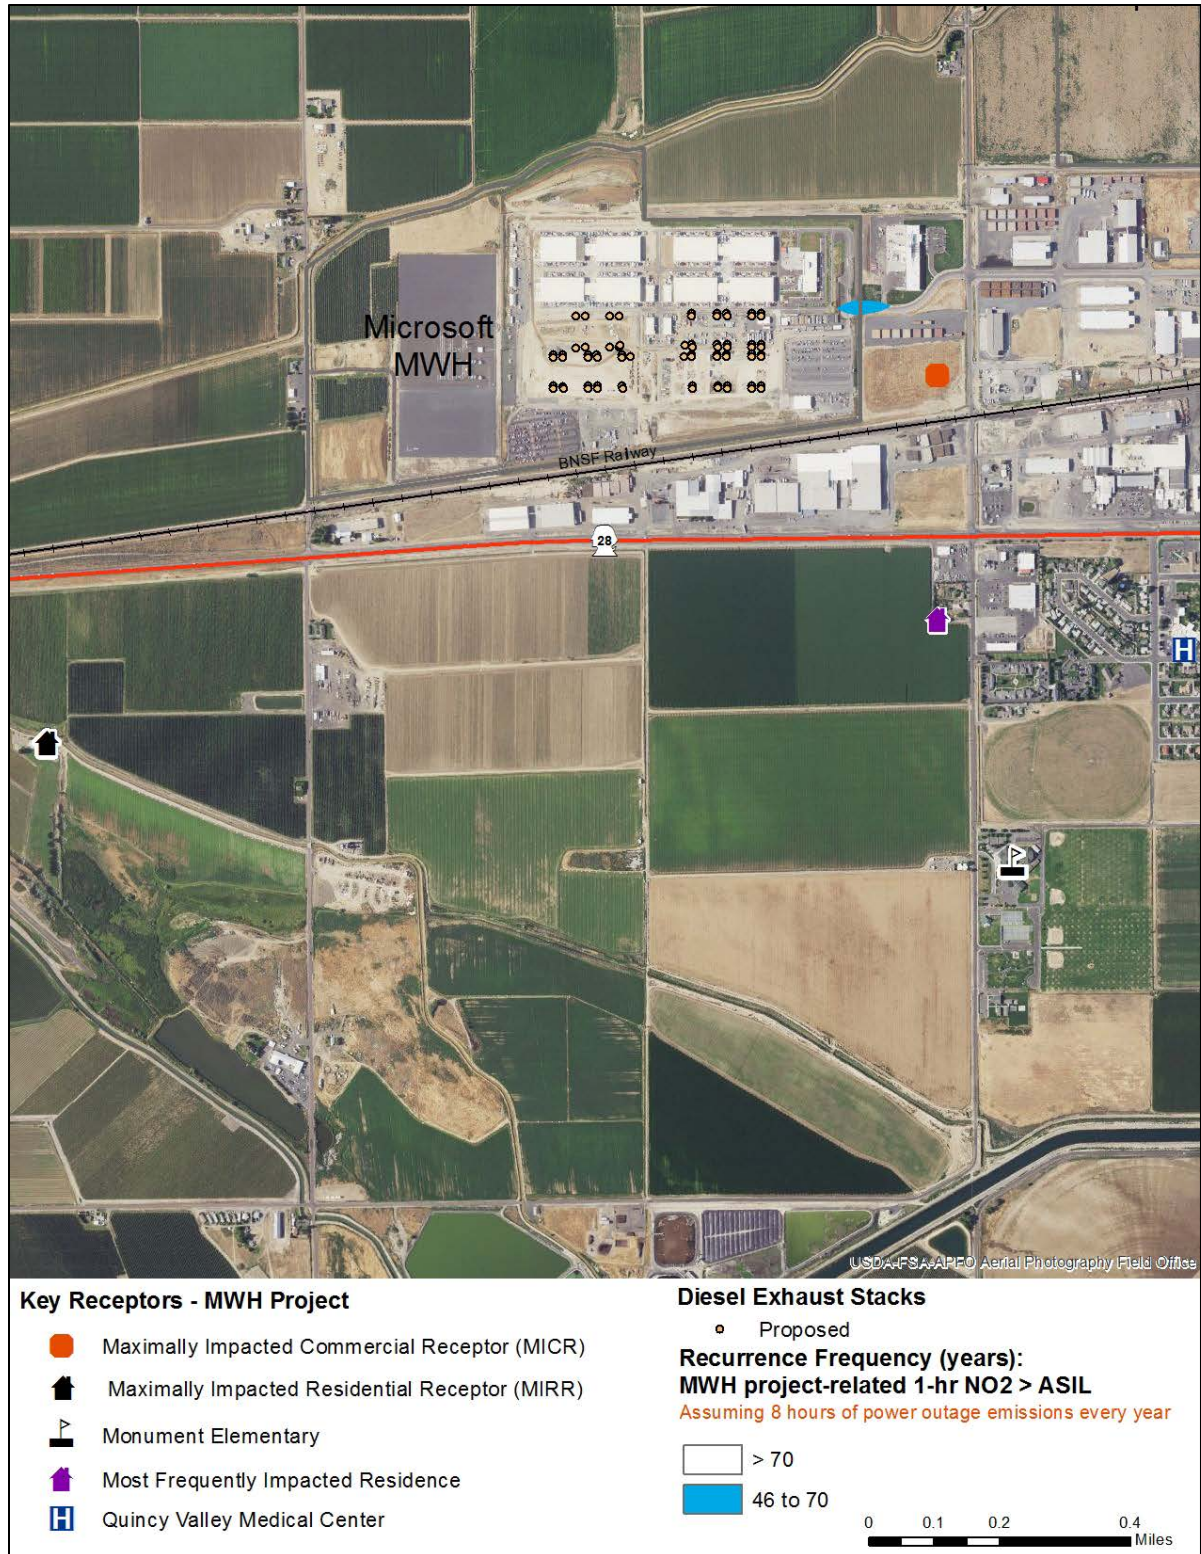 Microsoft
MWH
BNSF Railway
28
H
USDA-FSA-APFO Aerial Photography Field Office
Key Receptors - MWH Project
Maximally Impacted Commercial Receptor (MICR)
Maximally Impacted Residential Receptor (MIRR)
Monument Elementary
Most Frequently Impacted Residence
H Quincy Valley Medical Center
Diesel Exhaust Stacks
Proposed
Recurrence Frequency (years):
MWH project-related 1-hr NO2 > ASIL
Assuming 8 hours of power outage emissions every year
> 70
46 to 70
0 0.1 0.2 0.4
Miles